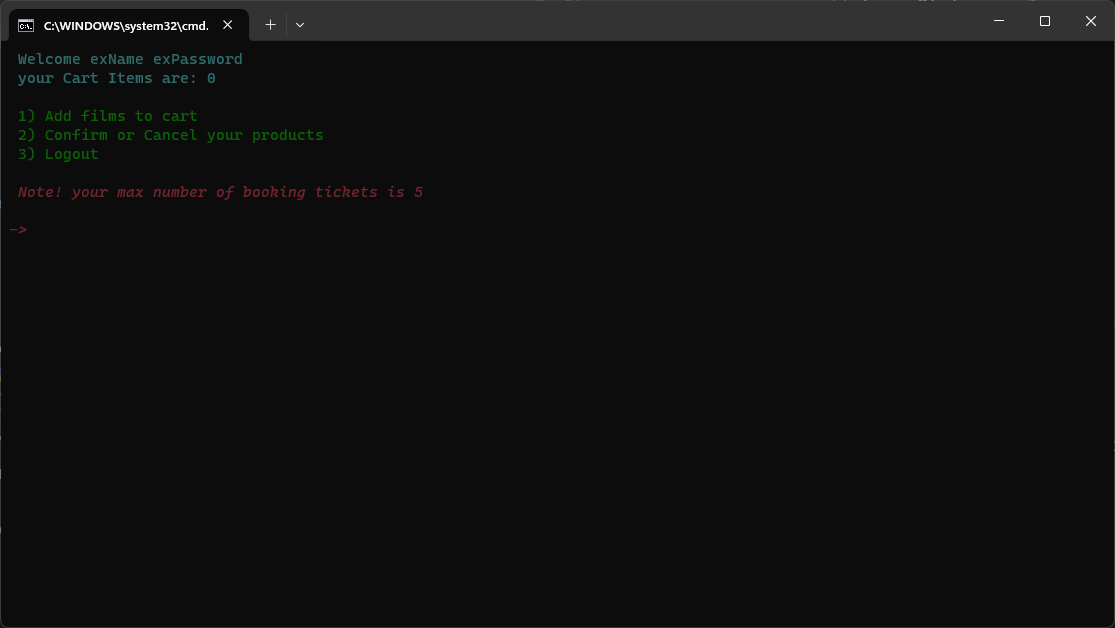 C:\WINDOWS\system32\cmd.
Welcome exName exPassword
your Cart Items are: 0
1) Add films to cart
2) Confirm or Cancel your products
3) Logout
Note! your max number of booking tickets is 5
->